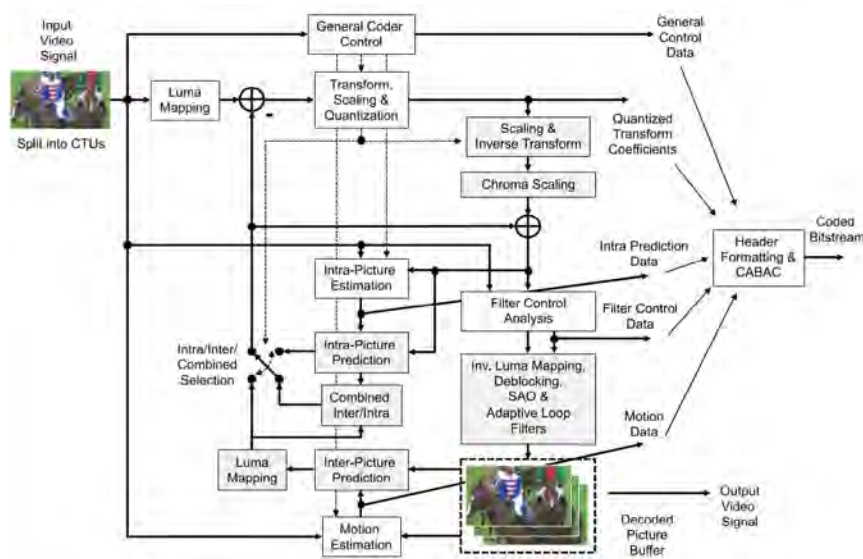 Input
Video
Signal
Split into CTUs
Luma
Mapping
General Coder
Control
Transform,
Scaling &
Quantization
-
General
Control
Data
Quantized
Transform
Coefficients
Scaling &
Inverse Transform
Chroma Scaling
Intra-Picture
Estimation
Intra Prediction
Data
Header
Formatting &
CABAC
Coded
Bitstream
Filter Control
Analysis
Filter Control
Data
Intra/Inter/
Combined
Selection
Intra-Picture
Prediction
Combined
Inter/Intra
Inv. Luma Mapping,
Deblocking,
SAO &
Adaptive Loop
Filters
Motion
Data
Luma
Mapping
Inter-Picture
Prediction
Motion
Estimation
Decoded
Picture
Buffer
Output
Video
Signal